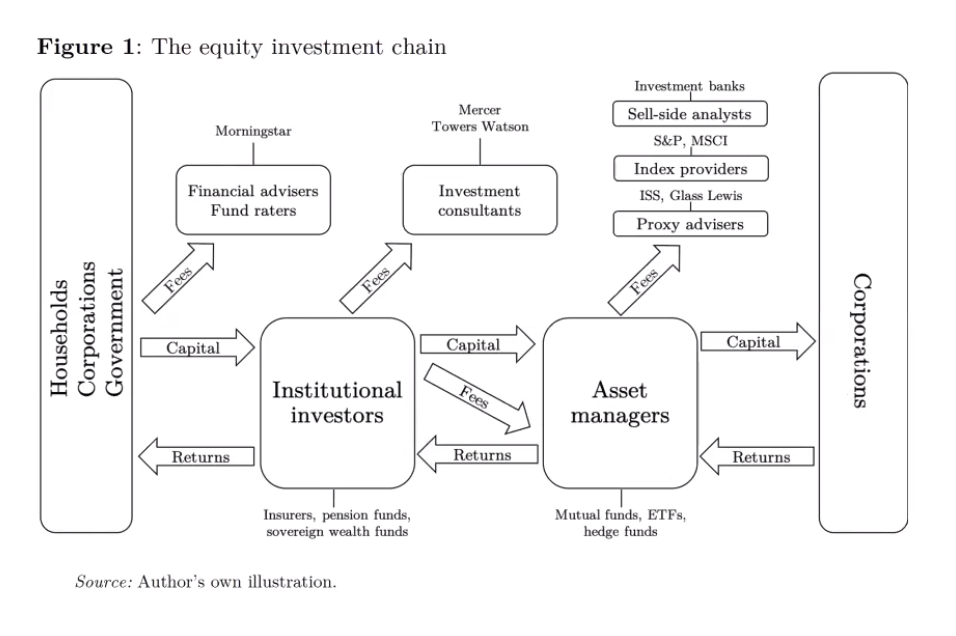 Figure 1: The equity investment chain
Households
Corporations
Government
Morningstar
Financial advisers
Fund raters
Fees
Capital
Returns
Institutional
investors
Insurers, pension funds,
sovereign wealth funds
Mercer
Towers Watson
Investment
consultants
Fees
Capital
Fees
Returns
Asset
managers
Mutual funds, ETFs,
hedge funds
Investment banks
Sell-side analysts
S&P, MSCI
Index providers
ISS, Glass Lewis
Proxy advisers
Fees
Capital
Returns
Corporations
Source: Author's own illustration.